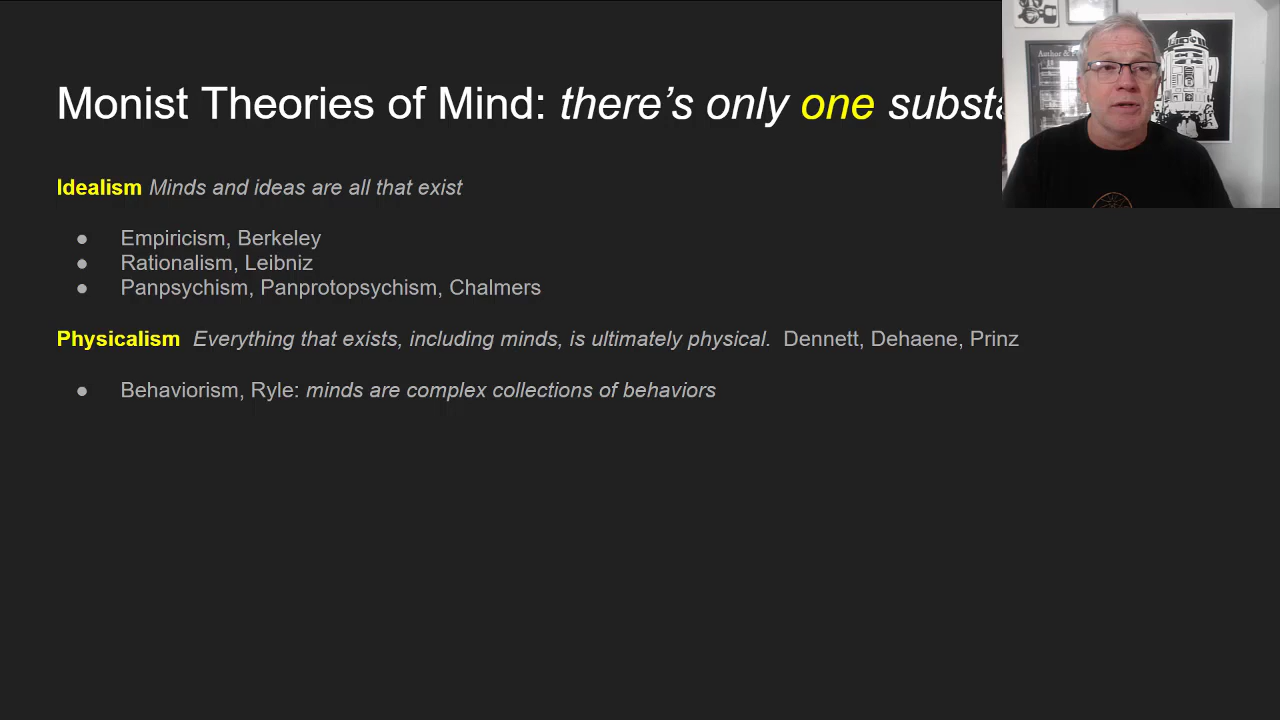 Monist Theories of Mind: there's only one substa
Author &
Idealism Minds and ideas are all that exist
● Empiricism, Berkeley
● Rationalism, Leibniz
● Panpsychism, Panprotopsychism, Chalmers
Physicalism Everything that exists, including minds, is ultimately physical. Dennett, Dehaene, Prinz
● Behaviorism, Ryle: minds are complex collections of behaviors